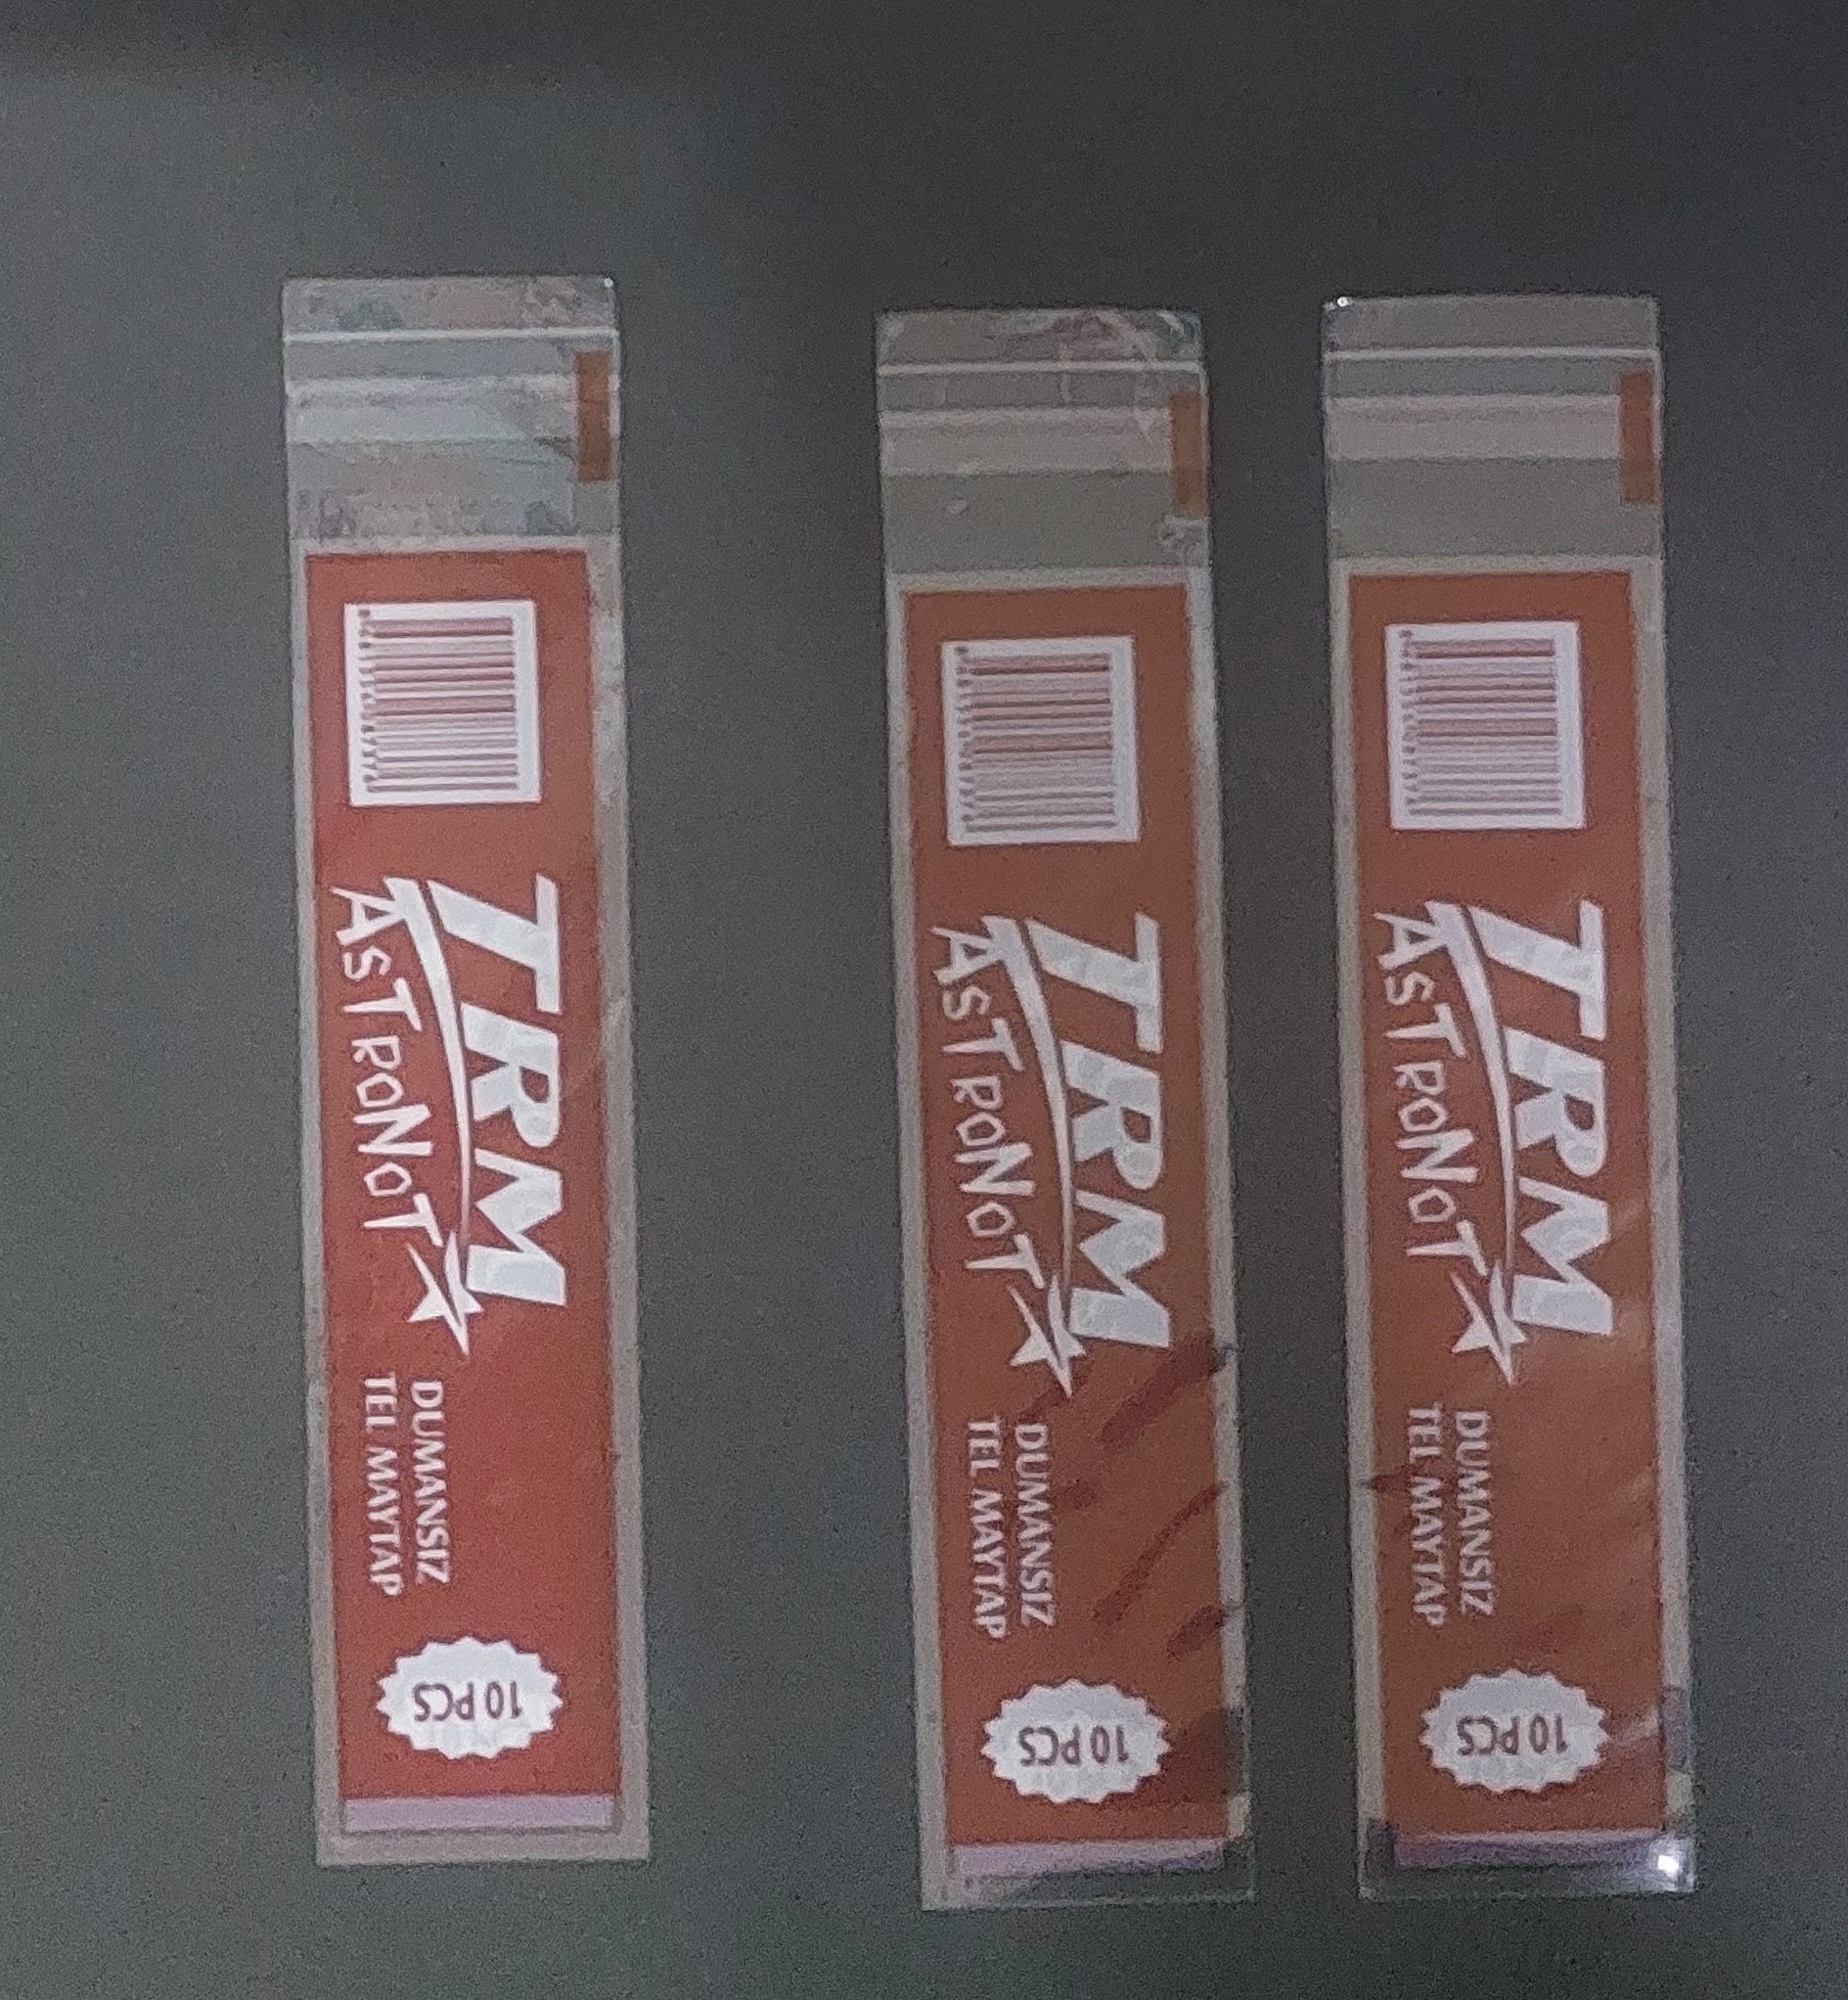 TRM
ASTRONOT
DUMANSIZ
TEL MAYTAP
10 PCS
TRM
ASTRONOT
DUMANSIZ
TEL MAYTAP
10 PCS
TRM
ASTRONOT
DUMANSIZ
TEL MAYTAP
10 PCS